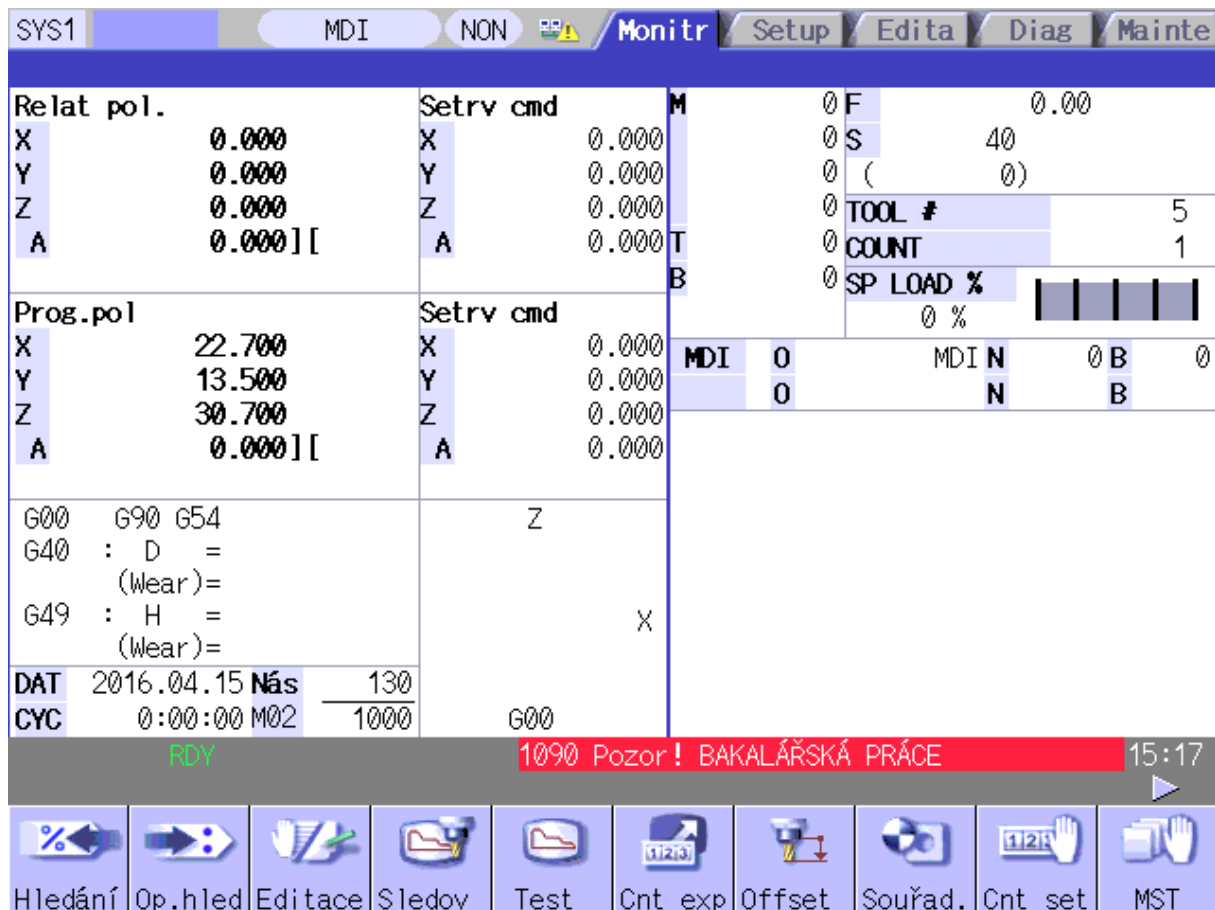 SYS1 MDI NON Monitr Setup Edita Diag Mainte
Relat pol. Setrv cmd
X 0.000 X 0.000
Y 0.000 Y 0.000
Z 0.000 Z 0.000
A 0.000][ A 0.000
Prog.pol Setrv cmd
X 22.700 X 0.000
Y 13.500 Y 0.000
Z 30.700 Z 0.000
A 0.000][ A 0.000
G00 G90 G54
G40 : D =
(Wear)=
G49 : H =
(Wear)=
DAT 2016.04.15 Nás 130
CYC 0:00:00 M02 1000
Z
X
G00
M 0
0
0
0
T 0
B 0
F 0.00
S 40
( 0)
TOOL # 5
COUNT 1
SP LOAD %
0 %
MDI O MDI N 0 B 0
O N B
RDY 1090 Pozor! BAKALÁŘSKÁ PRÁCE 15:17
Hledání Op.hled Editace Sledov Test Cnt exp Offset Souřad. Cnt set MST